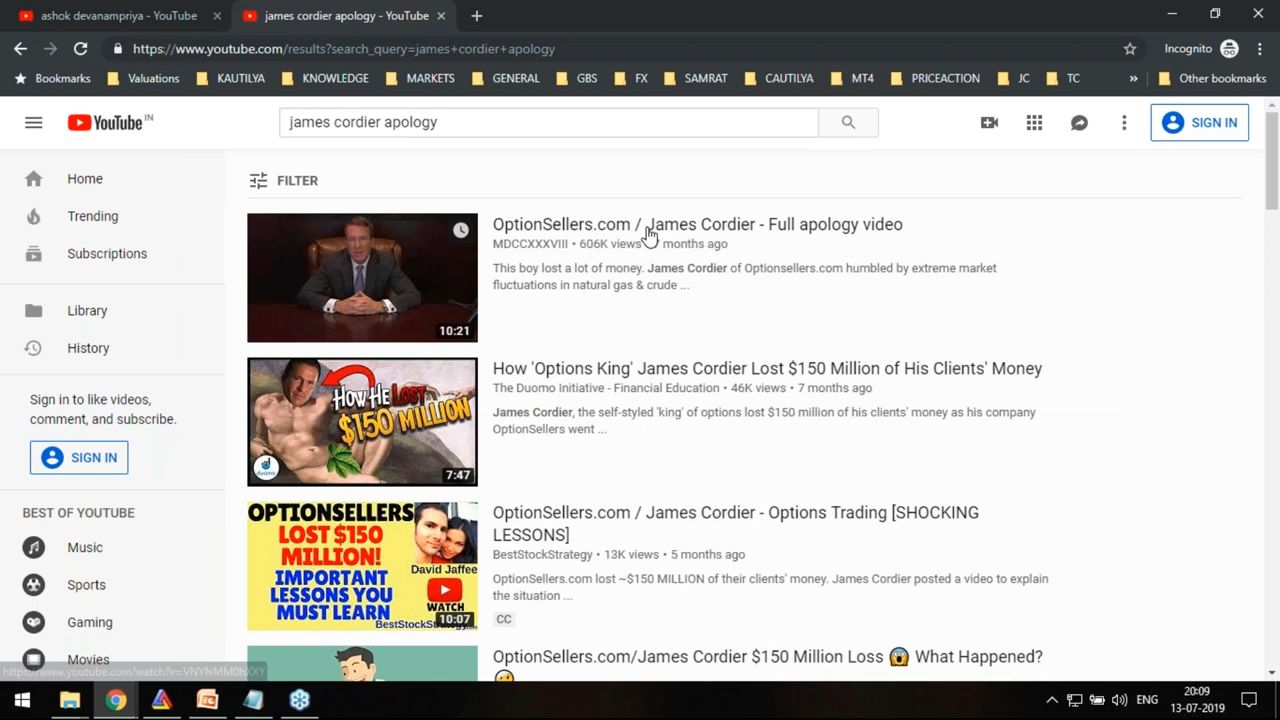 ashok devanampriya - YouTube
james cordier apology - YouTube
https://www.youtube.com/results?search_query=james+cordier+apology
Incognito
Bookmarks
Valuations
KAUTILYA
KNOWLEDGE
MARKETS
GENERAL
GBS
FX
SAMRAT
CAUTILYA
MT4
PRICEACTION
JC
TC
Other bookmarks
YouTube IN
james cordier apology
SIGN IN
Home
Trending
Subscriptions
Library
History
Sign in to like videos,
comment, and subscribe.
SIGN IN
BEST OF YOUTUBE
Music
Sports
Gaming
Movies
FILTER
10:21
OptionSellers.com / James Cordier - Full apology video
MDCCXXXVIII • 606K views months ago
This boy lost a lot of money. James Cordier of Optionsellers.com humbled by extreme market
fluctuations in natural gas & crude ...
HOW HE LOST
$150 MILLION
duomo
7:47
How 'Options King' James Cordier Lost $150 Million of His Clients' Money
The Duomo Initiative - Financial Education • 46K views • 7 months ago
James Cordier, the self-styled 'king' of options lost $150 million of his clients' money as his company
OptionSellers went ...
OPTIONSELLERS
LOST $150
MILLION!
IMPORTANT
LESSONS YOU
MUST LEARN
David Jaffee
WATCH
10:07
OptionSellers.com / James Cordier - Options Trading [SHOCKING
LESSONS]
BestStockStrategy • 13K views • 5 months ago
OptionSellers.com lost ~$150 MILLION of their clients' money. James Cordier posted a video to explain
the situation ...
CC
OptionSellers.com/James Cordier $150 Million Loss 😱 What Happened?
ENG
20:09
13-07-2019